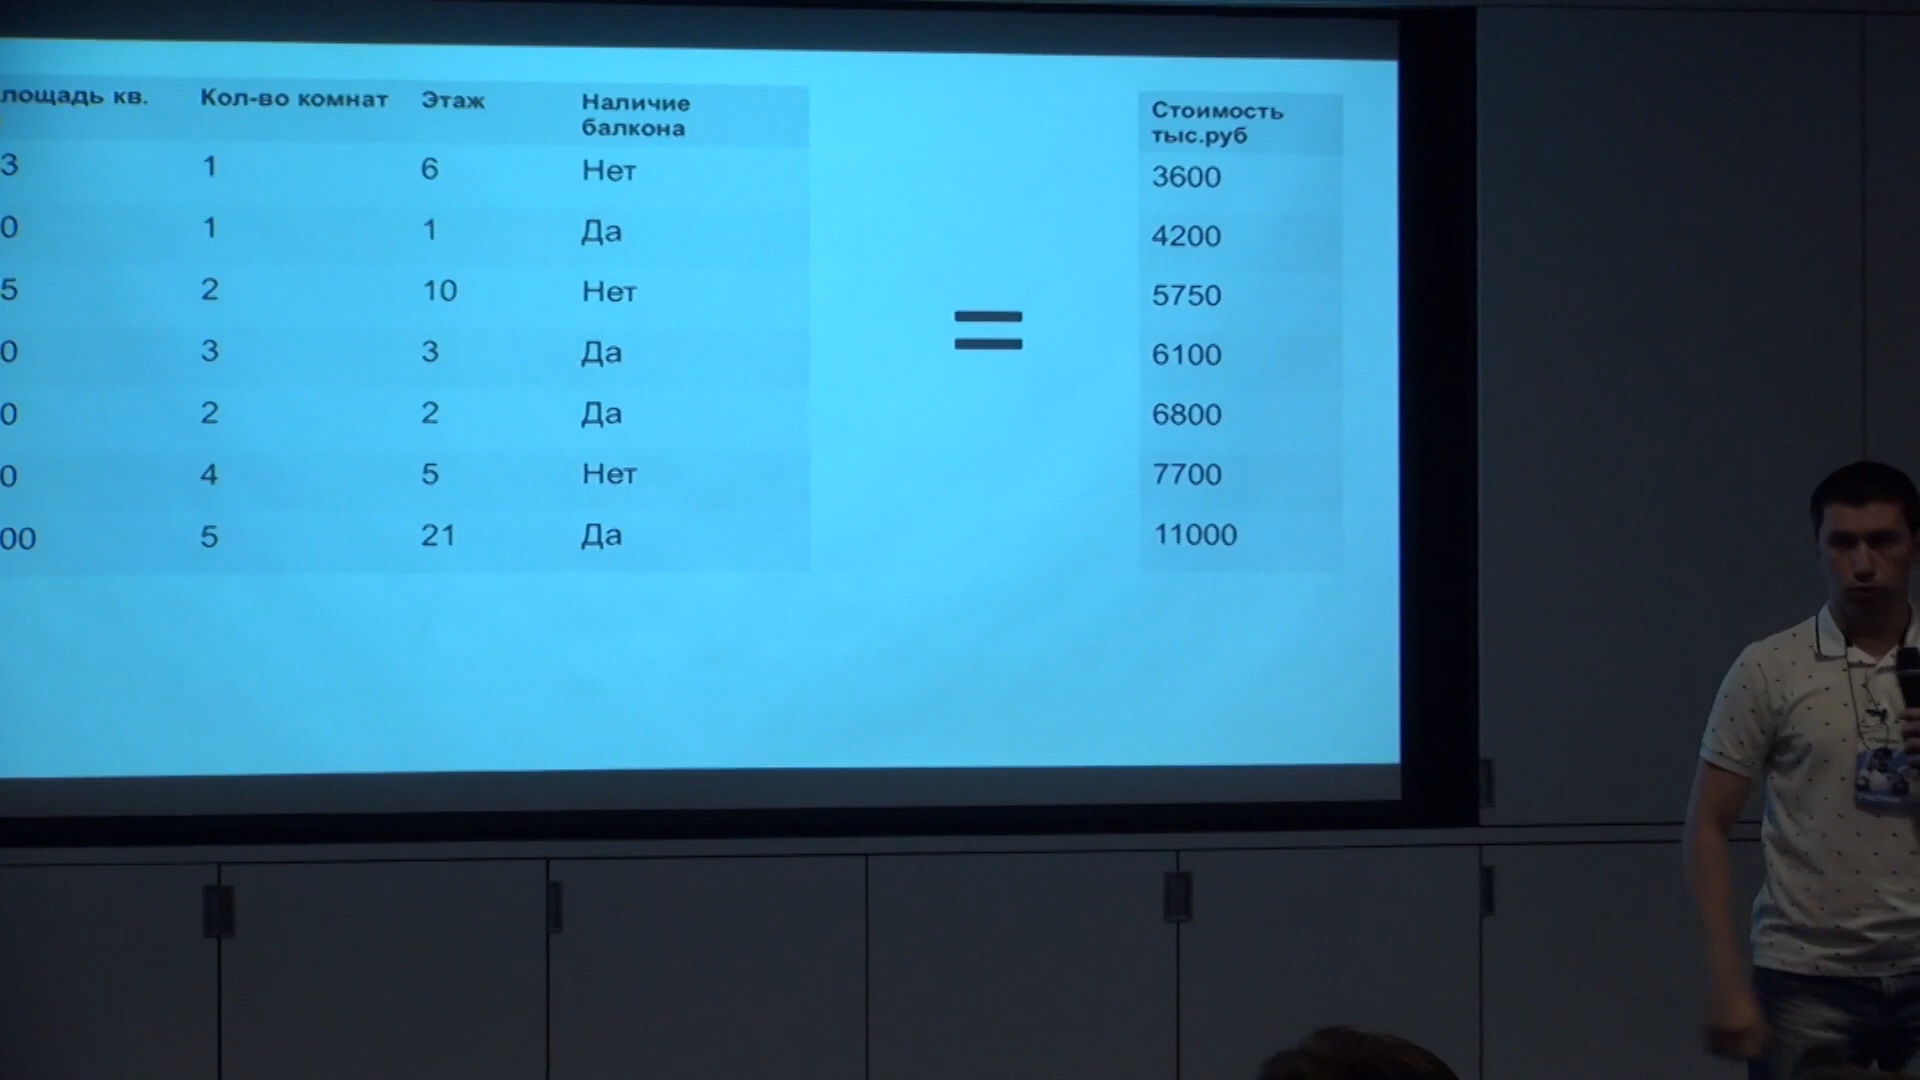 лощадь кв. Кол-во комнат Этаж Наличие балкона Стоимость тыс.руб
3 1 6 Нет 3600
0 1 1 Да 4200
5 2 10 Нет 5750
0 3 3 Да 6100
0 2 2 Да 6800
0 4 5 Нет 7700
00 5 21 Да 11000
=